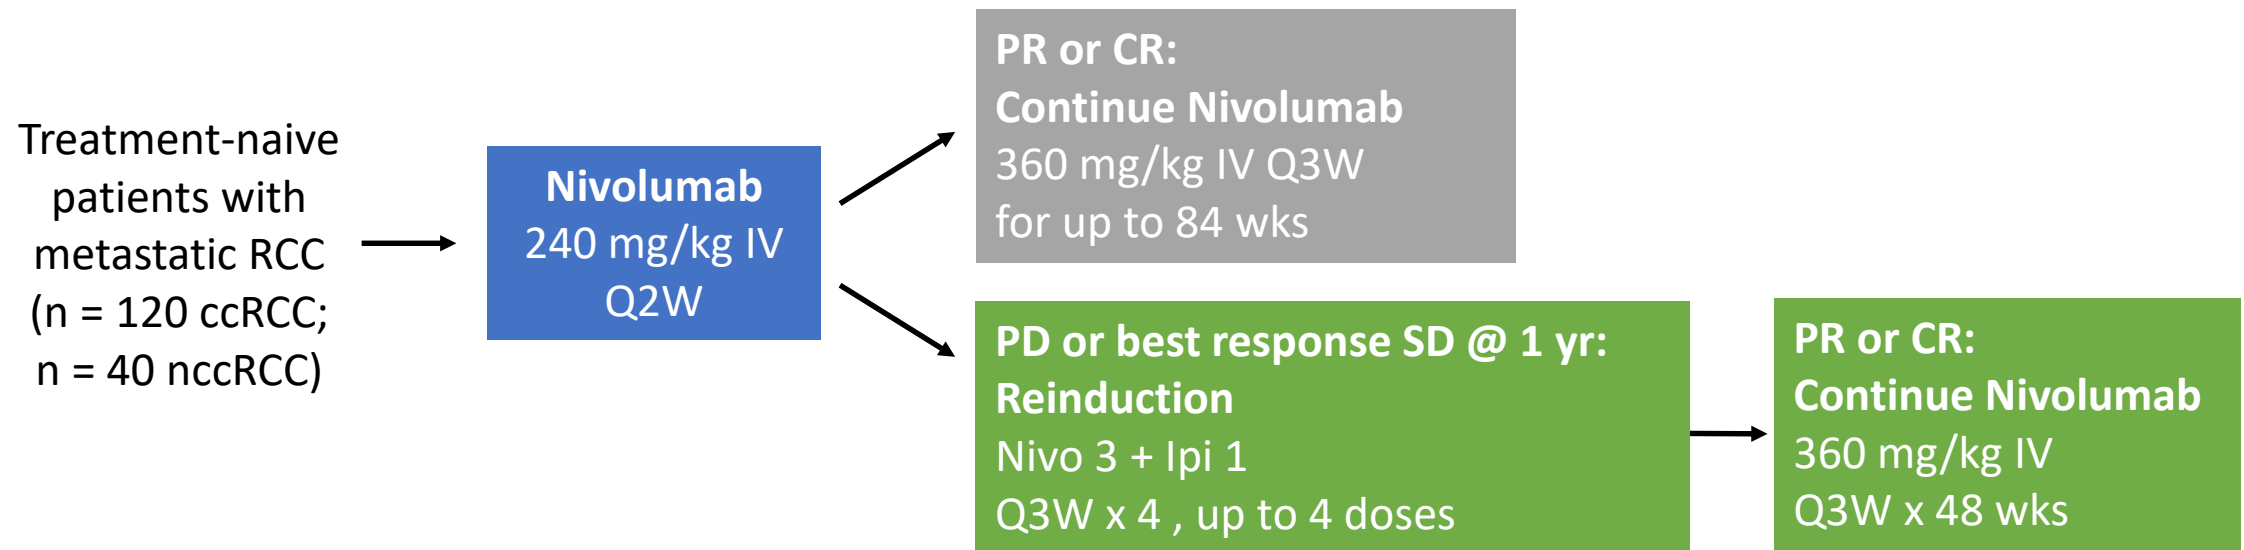 Treatment-naive
patients with
metastatic RCC
(n = 120 ccRCC;
n = 40 nccRCC)
Nivolumab
240 mg/kg IV
Q2W
PR or CR:
Continue Nivolumab
360 mg/kg IV Q3W
for up to 84 wks
PD or best response SD @ 1 yr:
Reinduction
Nivo 3 + Ipi 1
Q3W x 4 , up to 4 doses
PR or CR:
Continue Nivolumab
360 mg/kg IV
Q3W x 48 wks